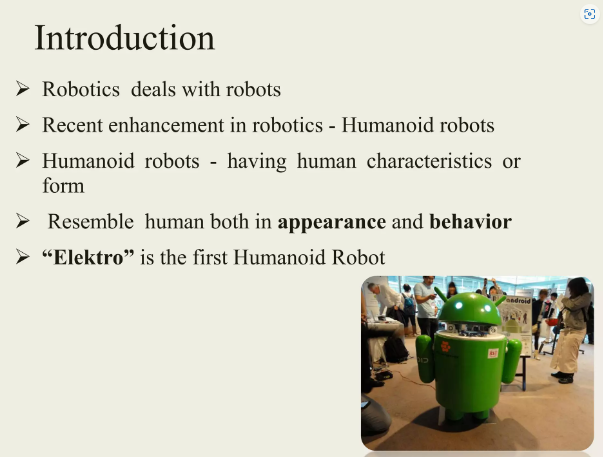 Introduction
Robotics deals with robots
Recent enhancement in robotics - Humanoid robots
Humanoid robots - having human characteristics or
form
Resemble human both in appearance and behavior
“Elektro” is the first Humanoid Robot
android